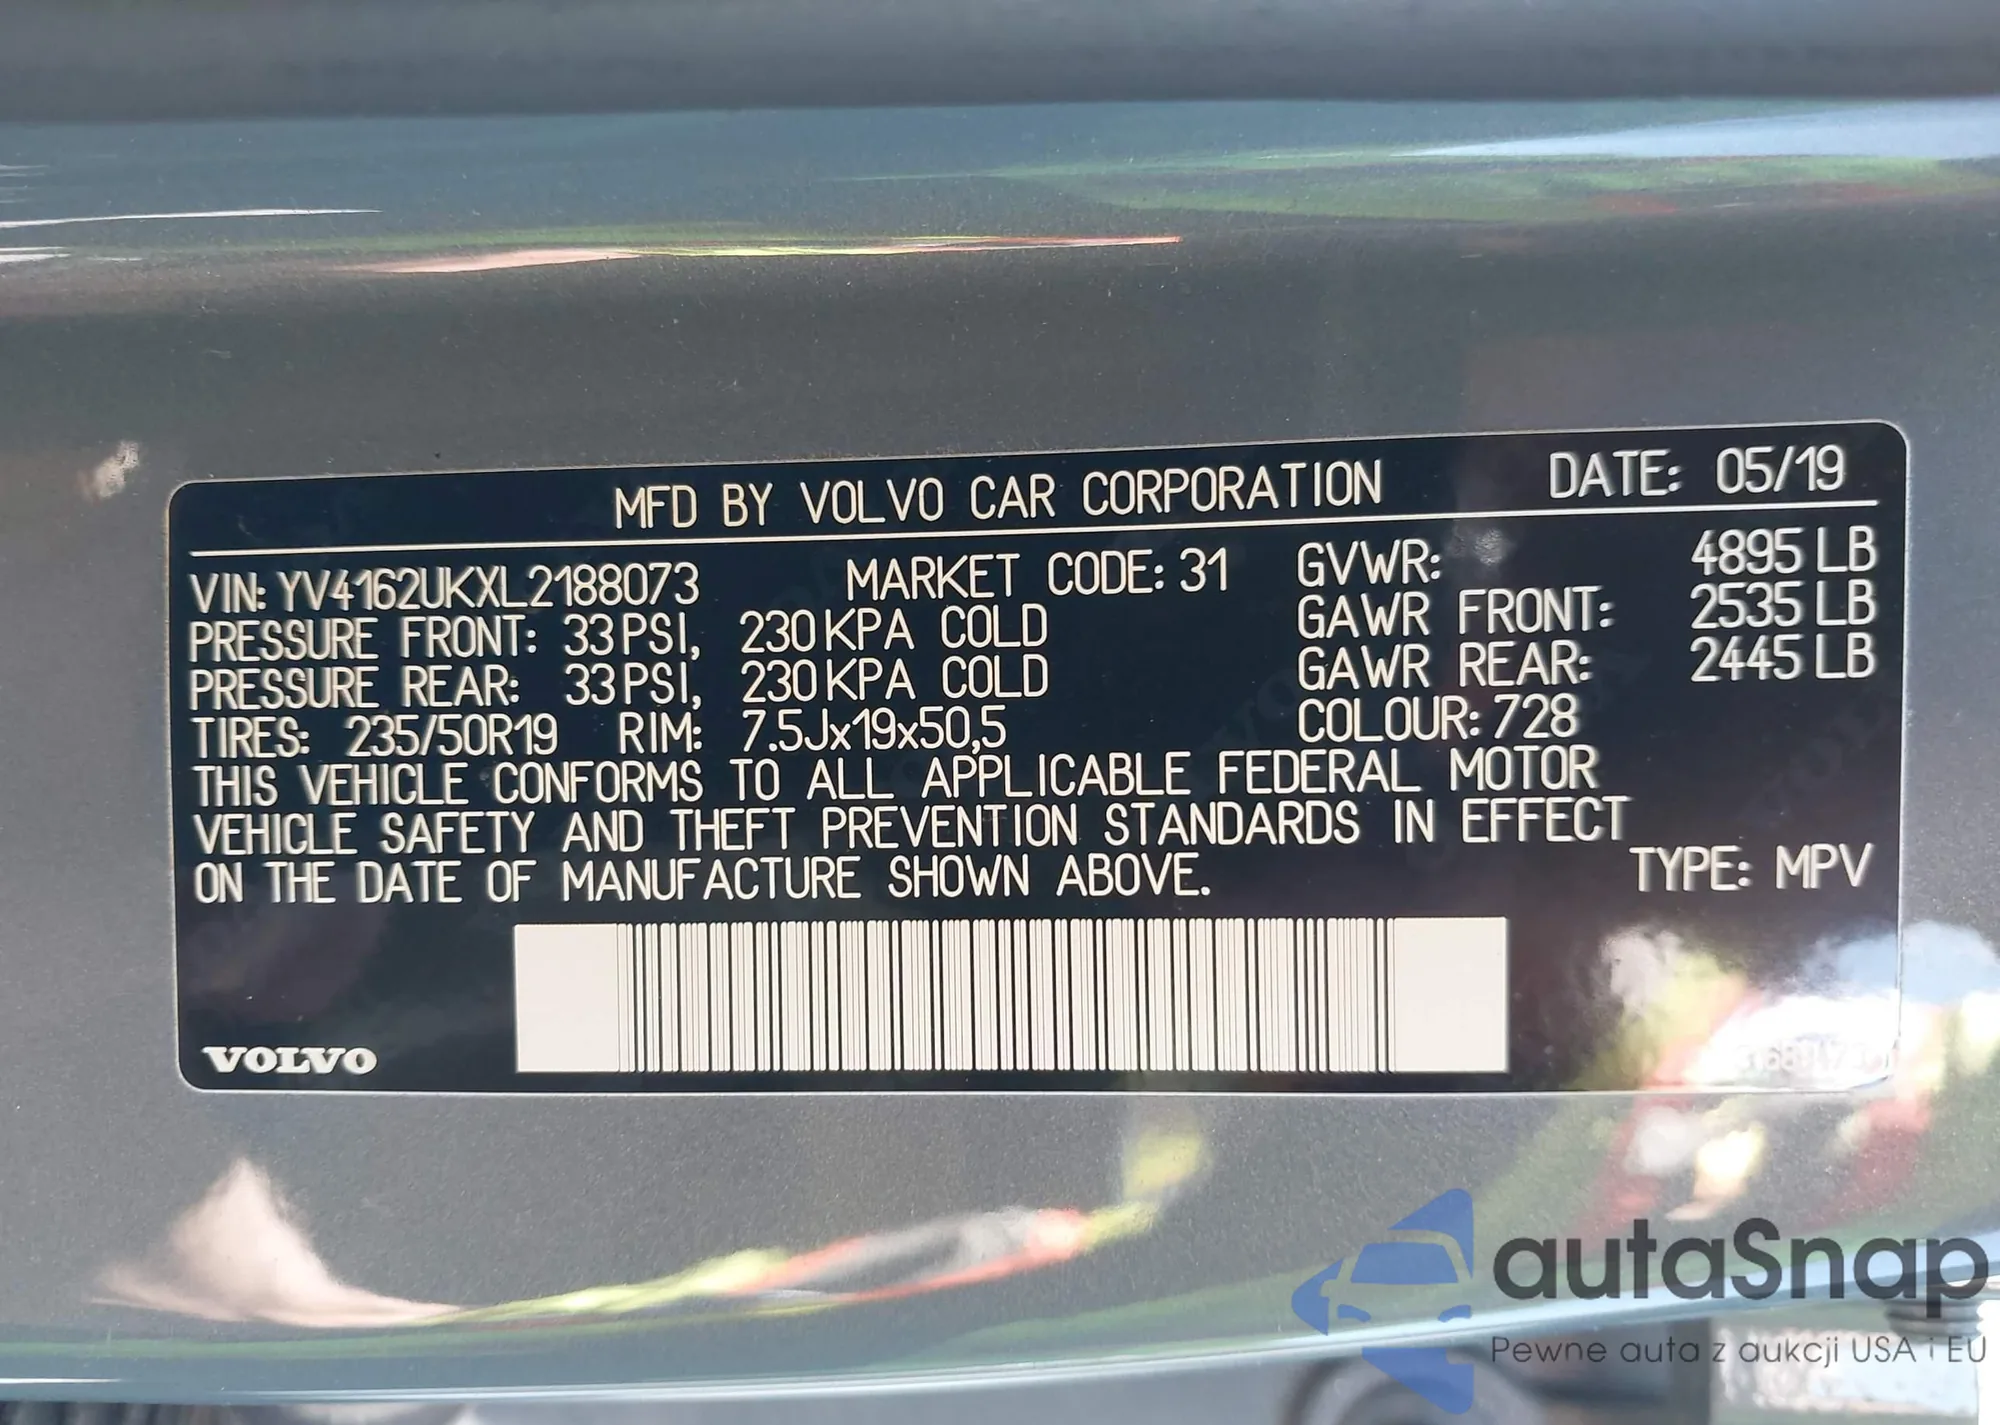 MFD BY VOLVO CAR CORPORATION DATE: 05/19
VIN: YV4162UKXL2188073 MARKET CODE: 31 GVWR: 4895 LB
PRESSURE FRONT: 33PSI, 230KPA COLD GAWR FRONT: 2535 LB
PRESSURE REAR: 33PSI, 230KPA COLD GAWR REAR: 2445 LB
TIRES: 235/50R19 RIM: 7.5Jx19x50,5 COLOUR: 728
THIS VEHICLE CONFORMS TO ALL APPLICABLE FEDERAL MOTOR
VEHICLE SAFETY AND THEFT PREVENTION STANDARDS IN EFFECT
ON THE DATE OF MANUFACTURE SHOWN ABOVE. TYPE: MPV
VOLVO
autaSnap
Pewne auta z aukcji USA i EU